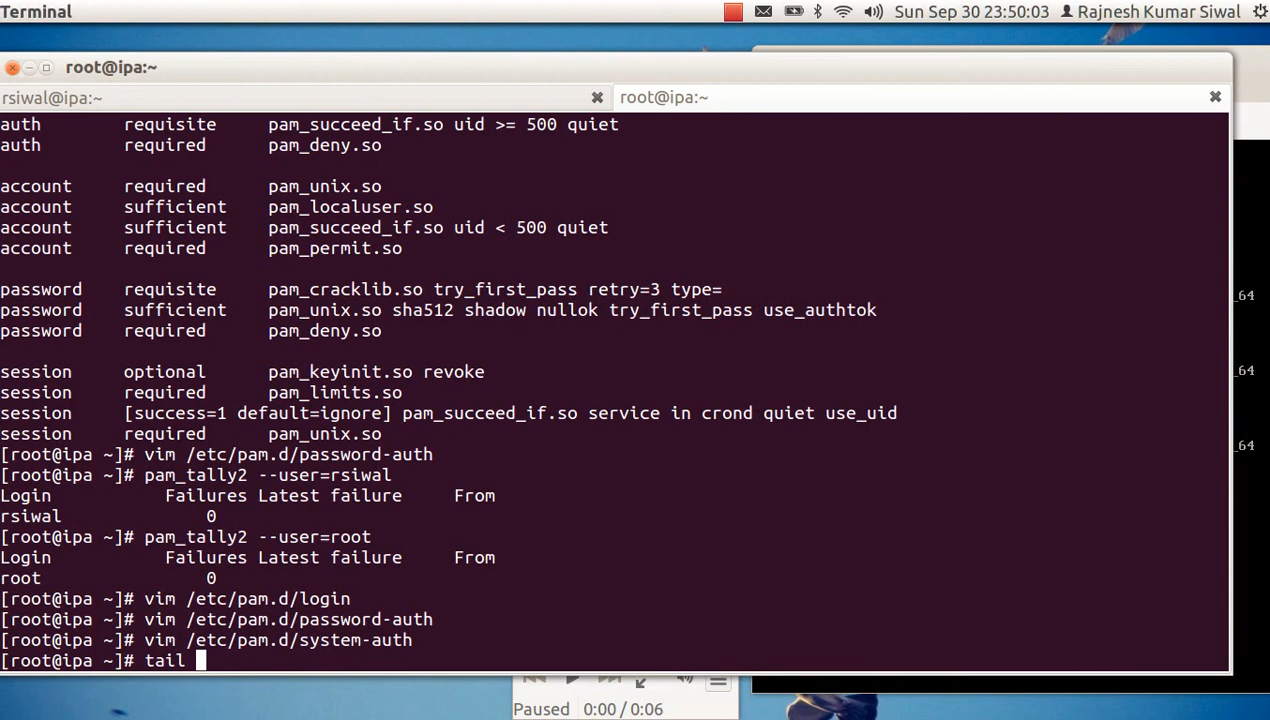 Terminal
Sun Sep 30 23:50:03 Rajnesh Kumar Siwal
root@ipa:~
rsiwal@ipa:~ root@ipa:~
auth requisite pam_succeed_if.so uid >= 500 quiet
auth required pam_deny.so
account required pam_unix.so
account sufficient pam_localuser.so
account sufficient pam_succeed_if.so uid < 500 quiet
account required pam_permit.so
password requisite pam_cracklib.so try_first_pass retry=3 type=
password sufficient pam_unix.so sha512 shadow nullok try_first_pass use_authtok
password required pam_deny.so
session optional pam_keyinit.so revoke
session required pam_limits.so
session [success=1 default=ignore] pam_succeed_if.so service in crond quiet use_uid
session required pam_unix.so
[root@ipa ~]# vim /etc/pam.d/password-auth
[root@ipa ~]# pam_tally2 --user=rsiwal
Login Failures Latest failure From
rsiwal 0
[root@ipa ~]# pam_tally2 --user=root
Login Failures Latest failure From
root 0
[root@ipa ~]# vim /etc/pam.d/login
[root@ipa ~]# vim /etc/pam.d/password-auth
[root@ipa ~]# vim /etc/pam.d/system-auth
[root@ipa ~]# tail
_64
_64
_64
Paused 0:00 / 0:06